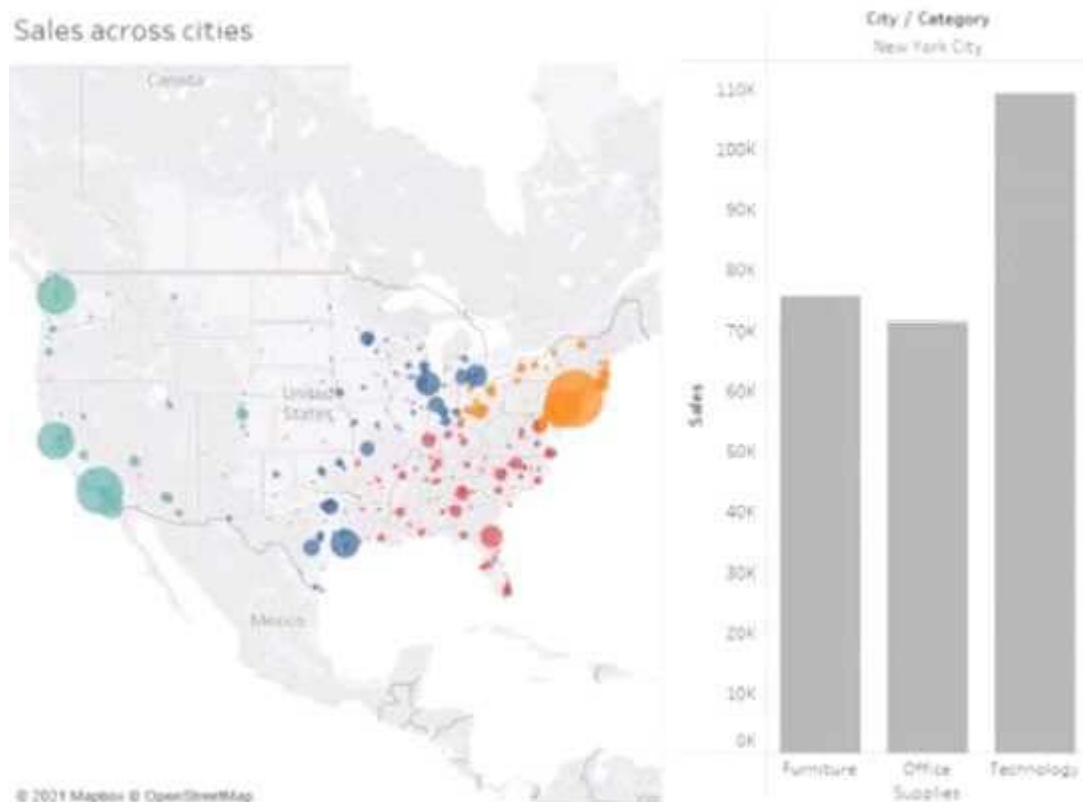 Sales across cities
Canada
United
States
Mexico
© 2021 Mapbox © OpenStreetMap
City / Category
New York City
110K
100K
90K
80K
70K
60K
50K
40K
30K
20K
10K
0K
Sales
Furniture
Office
Supplies
Technology